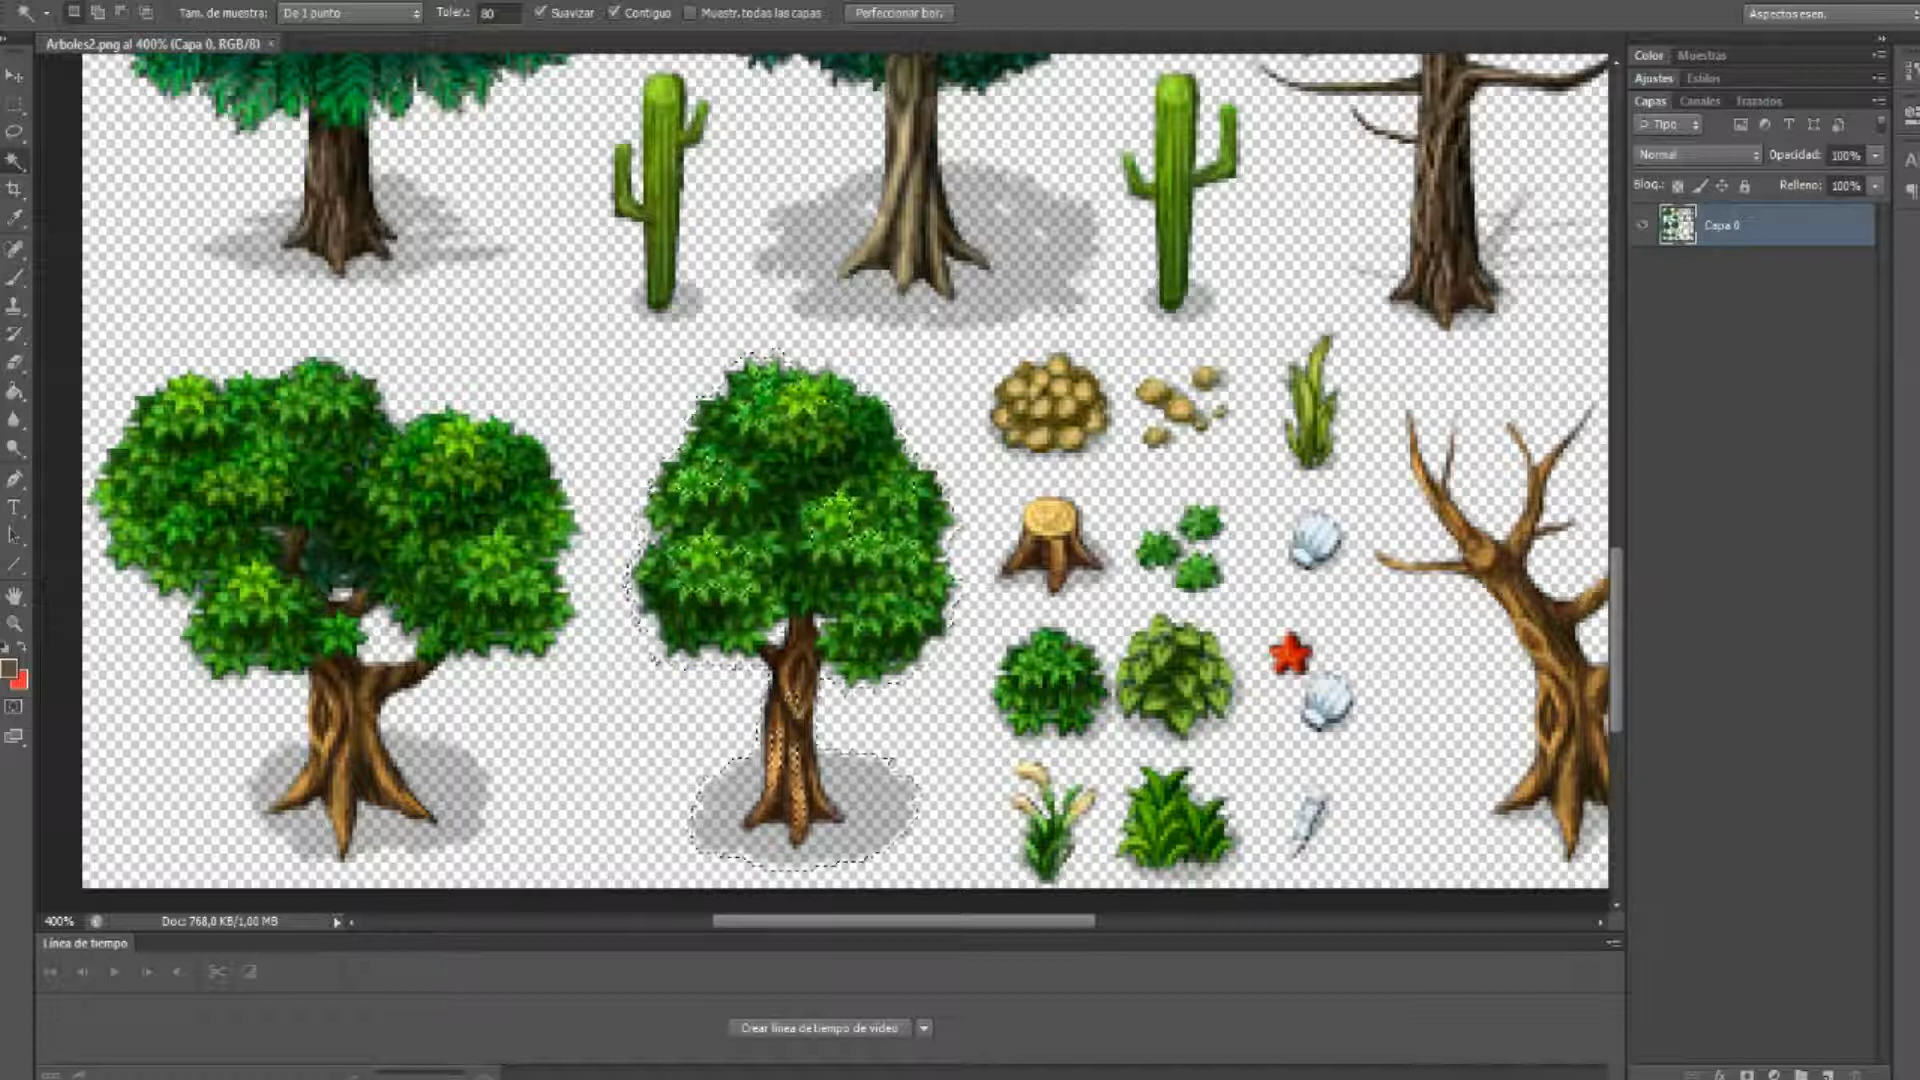 Tam. de muestra: De 1 punto Toler.: 80 Suavizar Contiguo Muestr. todas las capas Perfeccionar bor. Aspectos esen.
Arboles2.png al 400% (Capa 0, RGB/8) ×
Color Muestras
Ajustes Estilos
Capas Canales Trazados
Tipo
Normal Opacidad: 100%
Bloq.: Relleno: 100%
Capa 0
400% Doc: 768,0 KB/1,00 MB
Línea de tiempo
Crear línea de tiempo de vídeo